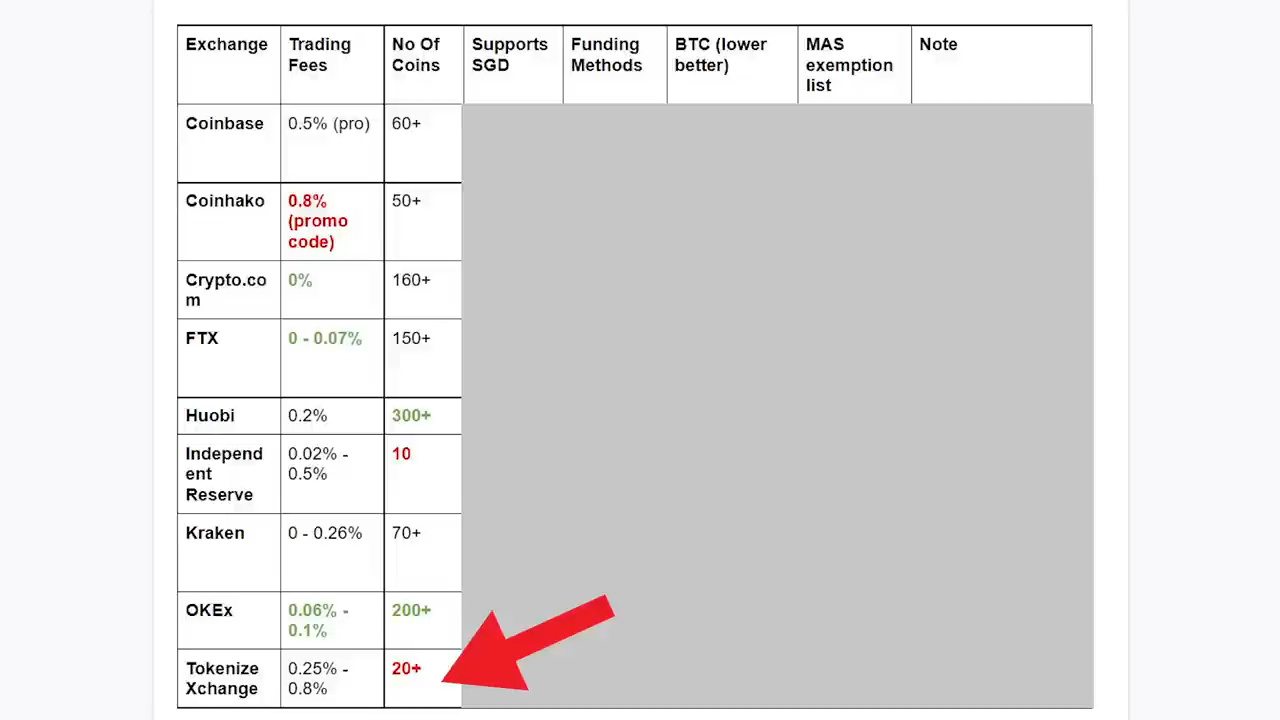 Exchange Trading Fees No Of Coins Supports SGD Funding Methods BTC (lower better) MAS exemption list Note
Coinbase 0.5% (pro) 60+
Coinhako 0.8% (promo code) 50+
Crypto.com 0% 160+
FTX 0 - 0.07% 150+
Huobi 0.2% 300+
Independent Reserve 0.02% - 0.5% 10
Kraken 0 - 0.26% 70+
OKEx 0.06% - 0.1% 200+
Tokenize Xchange 0.25% - 0.8% 20+